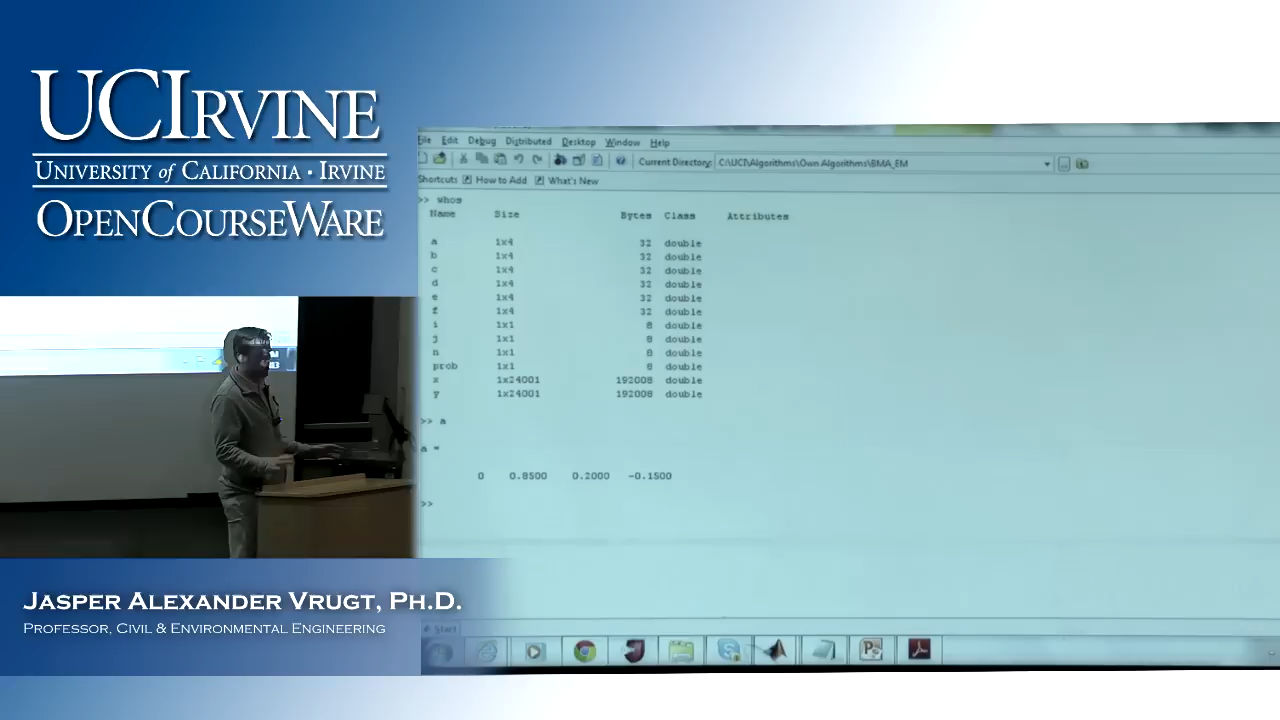 UCIRVINE
UNIVERSITY of CALIFORNIA • IRVINE
OPENCOURSEWARE
File Edit Debug Distributed Desktop Window Help
Current Directory: C:\UCI\Algorithms\Own Algorithms\BMA_EM
Shortcuts How to Add What's New
>> whos
Name Size Bytes Class Attributes
a 1x4 32 double
b 1x4 32 double
c 1x4 32 double
d 1x4 32 double
e 1x4 32 double
f 1x4 32 double
i 1x1 8 double
j 1x1 8 double
n 1x1 8 double
prob 1x1 8 double
x 1x24001 192008 double
y 1x24001 192008 double
>> a
a =
0 0.8500 0.2000 -0.1500
>>
Start
JASPER ALEXANDER VRUGT, PH.D.
PROFESSOR, CIVIL & ENVIRONMENTAL ENGINEERING